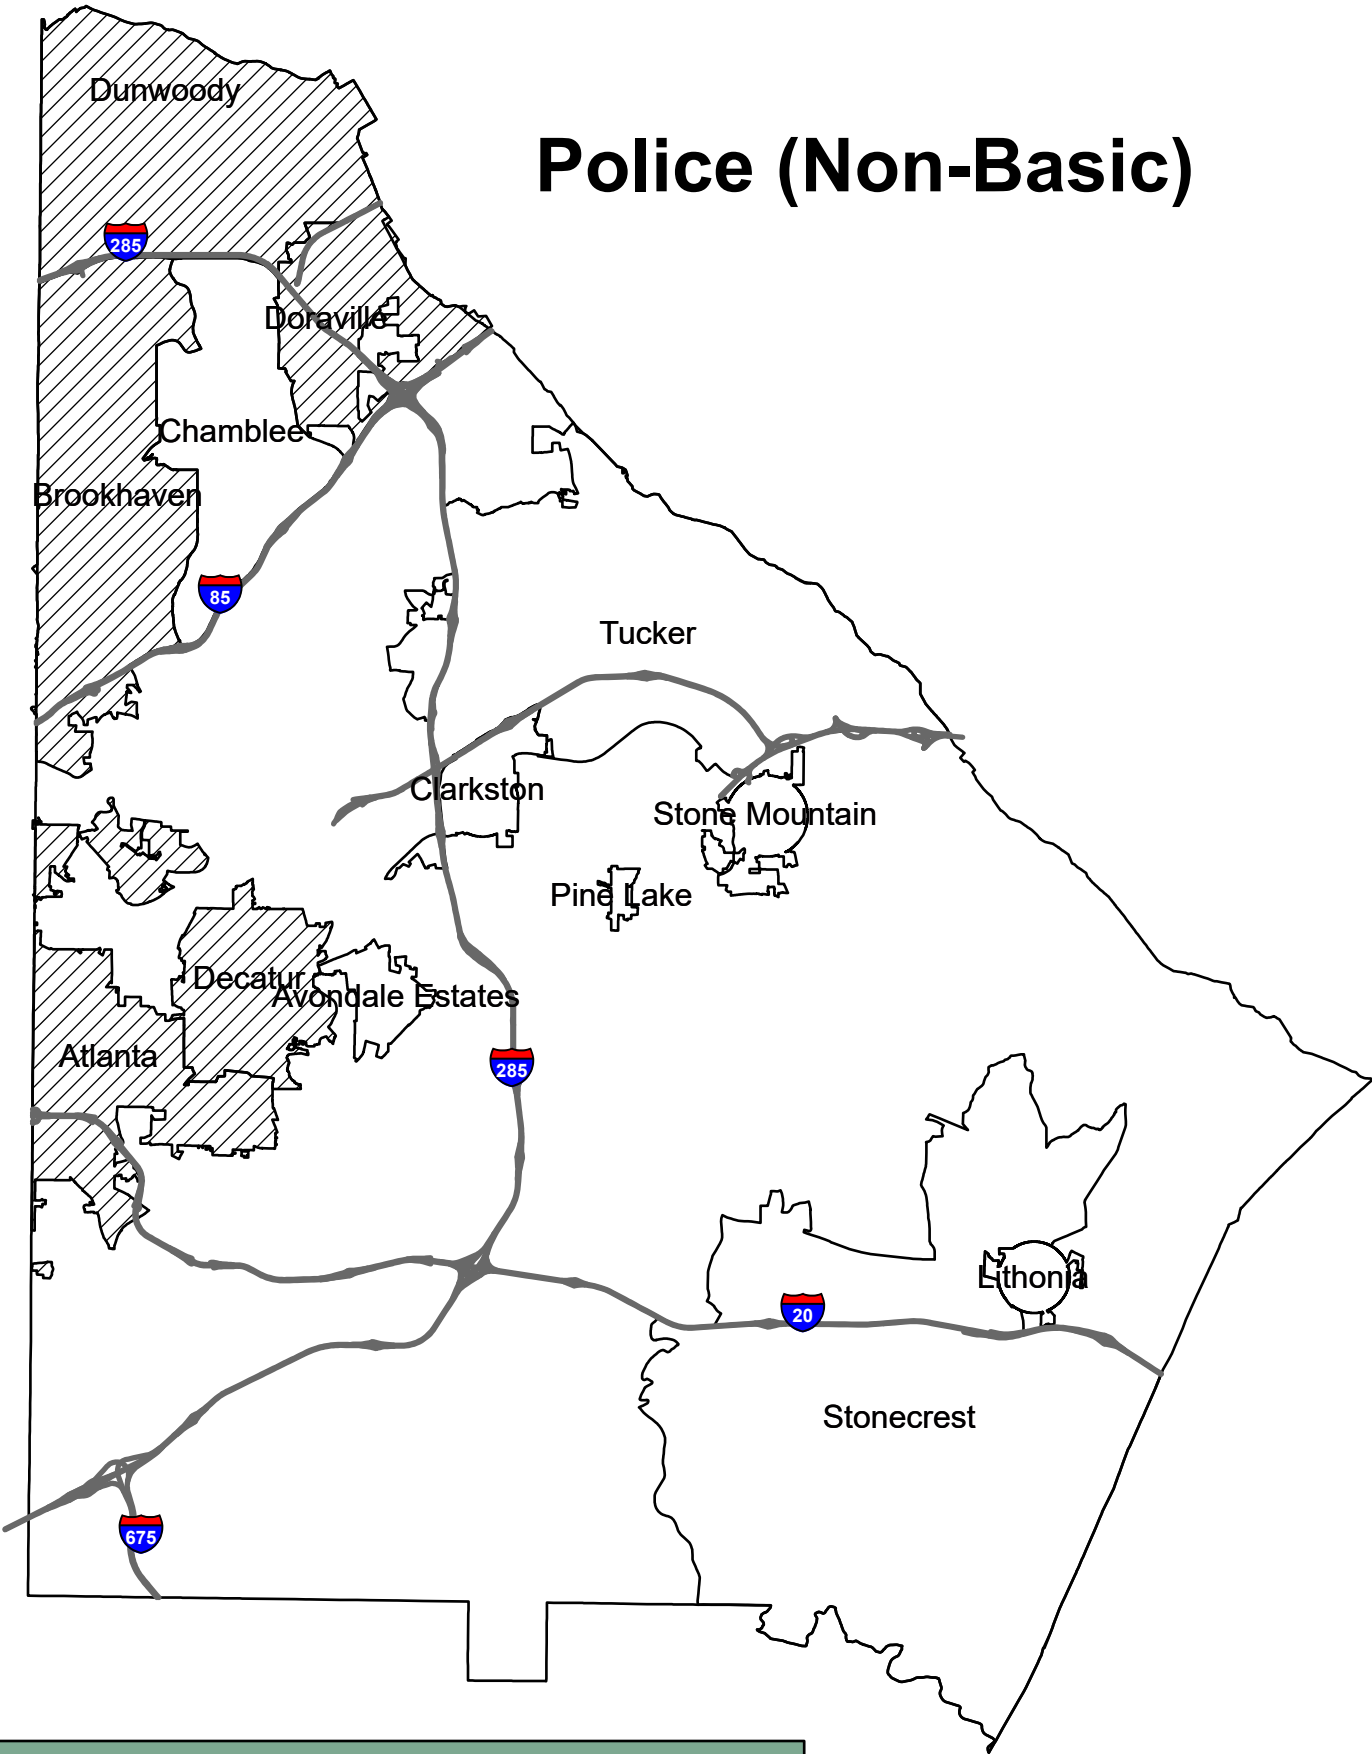 Dunwoody
Police (Non-Basic)
285
Doraville
Chamblee
Brookhaven
85
Tucker
Clarkston
Stone Mountain
Pine Lake
Decatur
Avondale Estates
Atlanta
285
Lithonia
20
Stonecrest
675